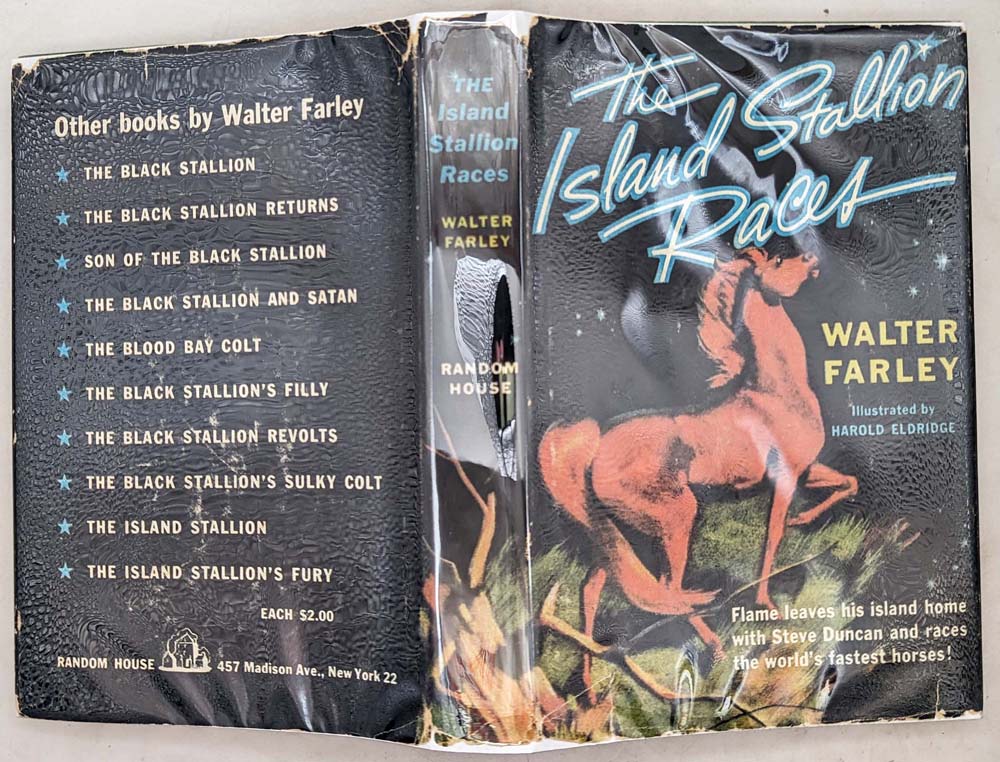 Other books by Walter Farley
THE BLACK STALLION
THE BLACK STALLION RETURNS
SON OF THE BLACK STALLION
THE BLACK STALLION AND SATAN
THE BLOOD BAY COLT
THE BLACK STALLION'S FILLY
THE BLACK STALLION REVOLTS
THE BLACK STALLION'S SULKY COLT
THE ISLAND STALLION
THE ISLAND STALLION'S FURY
EACH $2.00
RANDOM HOUSE 457 Madison Ave., New York 22
THE
Island
Stallion
Races
WALTER
FARLEY
RANDOM
HOUSE
The
Island Stallion
Races
WALTER
FARLEY
Illustrated by
HAROLD ELDRIDGE
Flame leaves his island home
with Steve Duncan and races
the world's fastest horses!